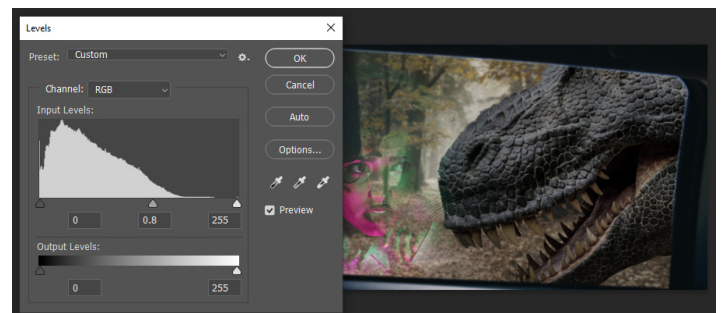 Levels
Preset: Custom
OK
Channel: RGB
Cancel
Input Levels:
Auto
Options...
0 0.8 255
Preview
Output Levels:
0 255